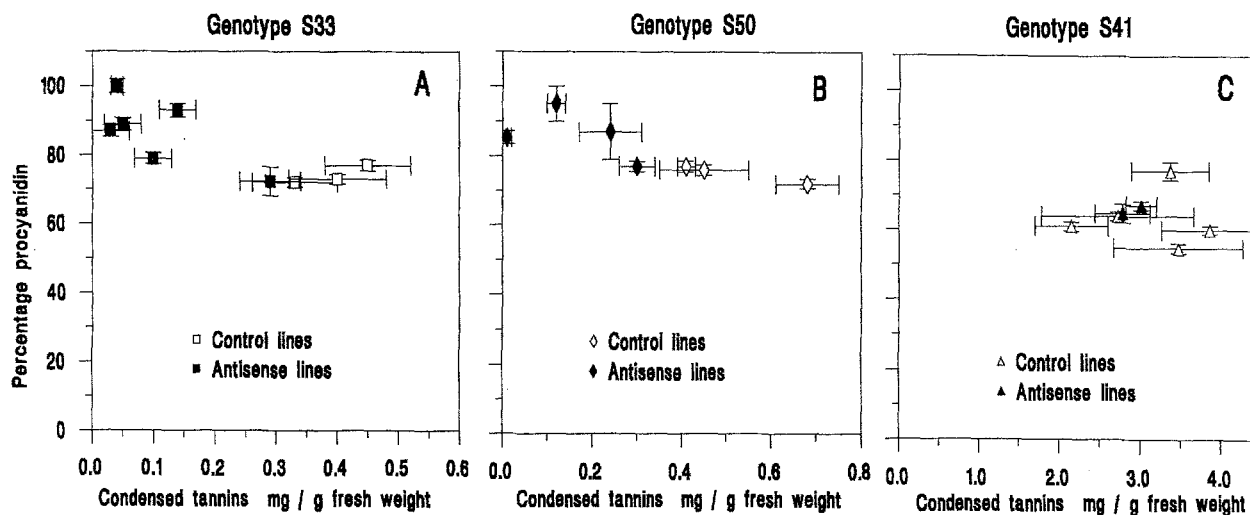 Genotype S33
Genotype S50
Genotype S41
Percentage procyanidin
100
80
60
40
20
0
A
Control lines
Antisense lines
0.0 0.1 0.2 0.3 0.4 0.5 0.6
Condensed tannins mg / g fresh weight
B
Control lines
Antisense lines
0.0 0.2 0.4 0.6 0.8
Condensed tannins mg / g fresh weight
C
Control lines
Antisense lines
0.0 1.0 2.0 3.0 4.0
Condensed tannins mg / g fresh weight